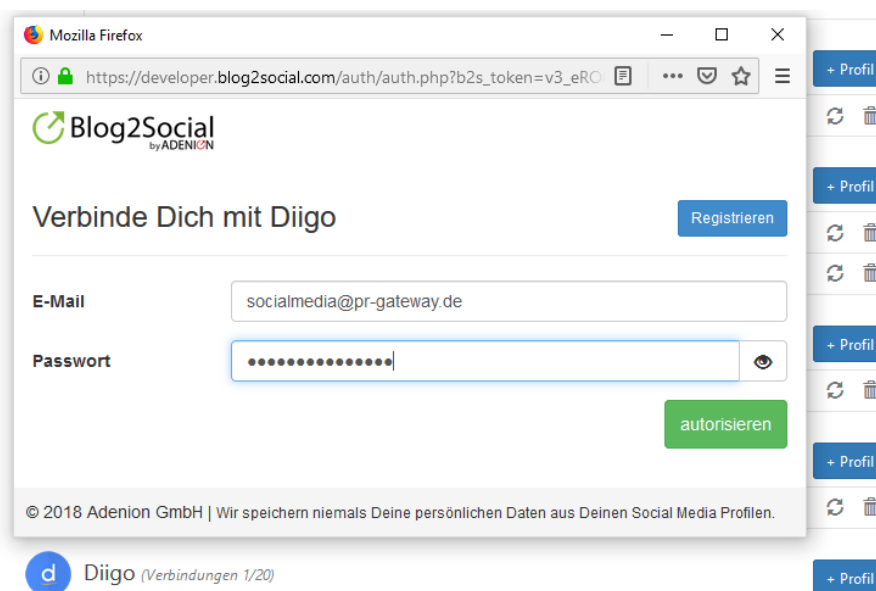 Mozilla Firefox
https://developer.blog2social.com/auth/auth.php?b2s_token=v3_eRO
Blog2Social
by ADENION
Verbinde Dich mit Diigo
Registrieren
E-Mail
socialmedia@pr-gateway.de
Passwort
autorisieren
© 2018 Adenion GmbH | Wir speichern niemals Deine persönlichen Daten aus Deinen Social Media Profilen.
d Diigo (Verbindungen 1/20)
+ Profil
+ Profil
+ Profil
+ Profil
+ Profil